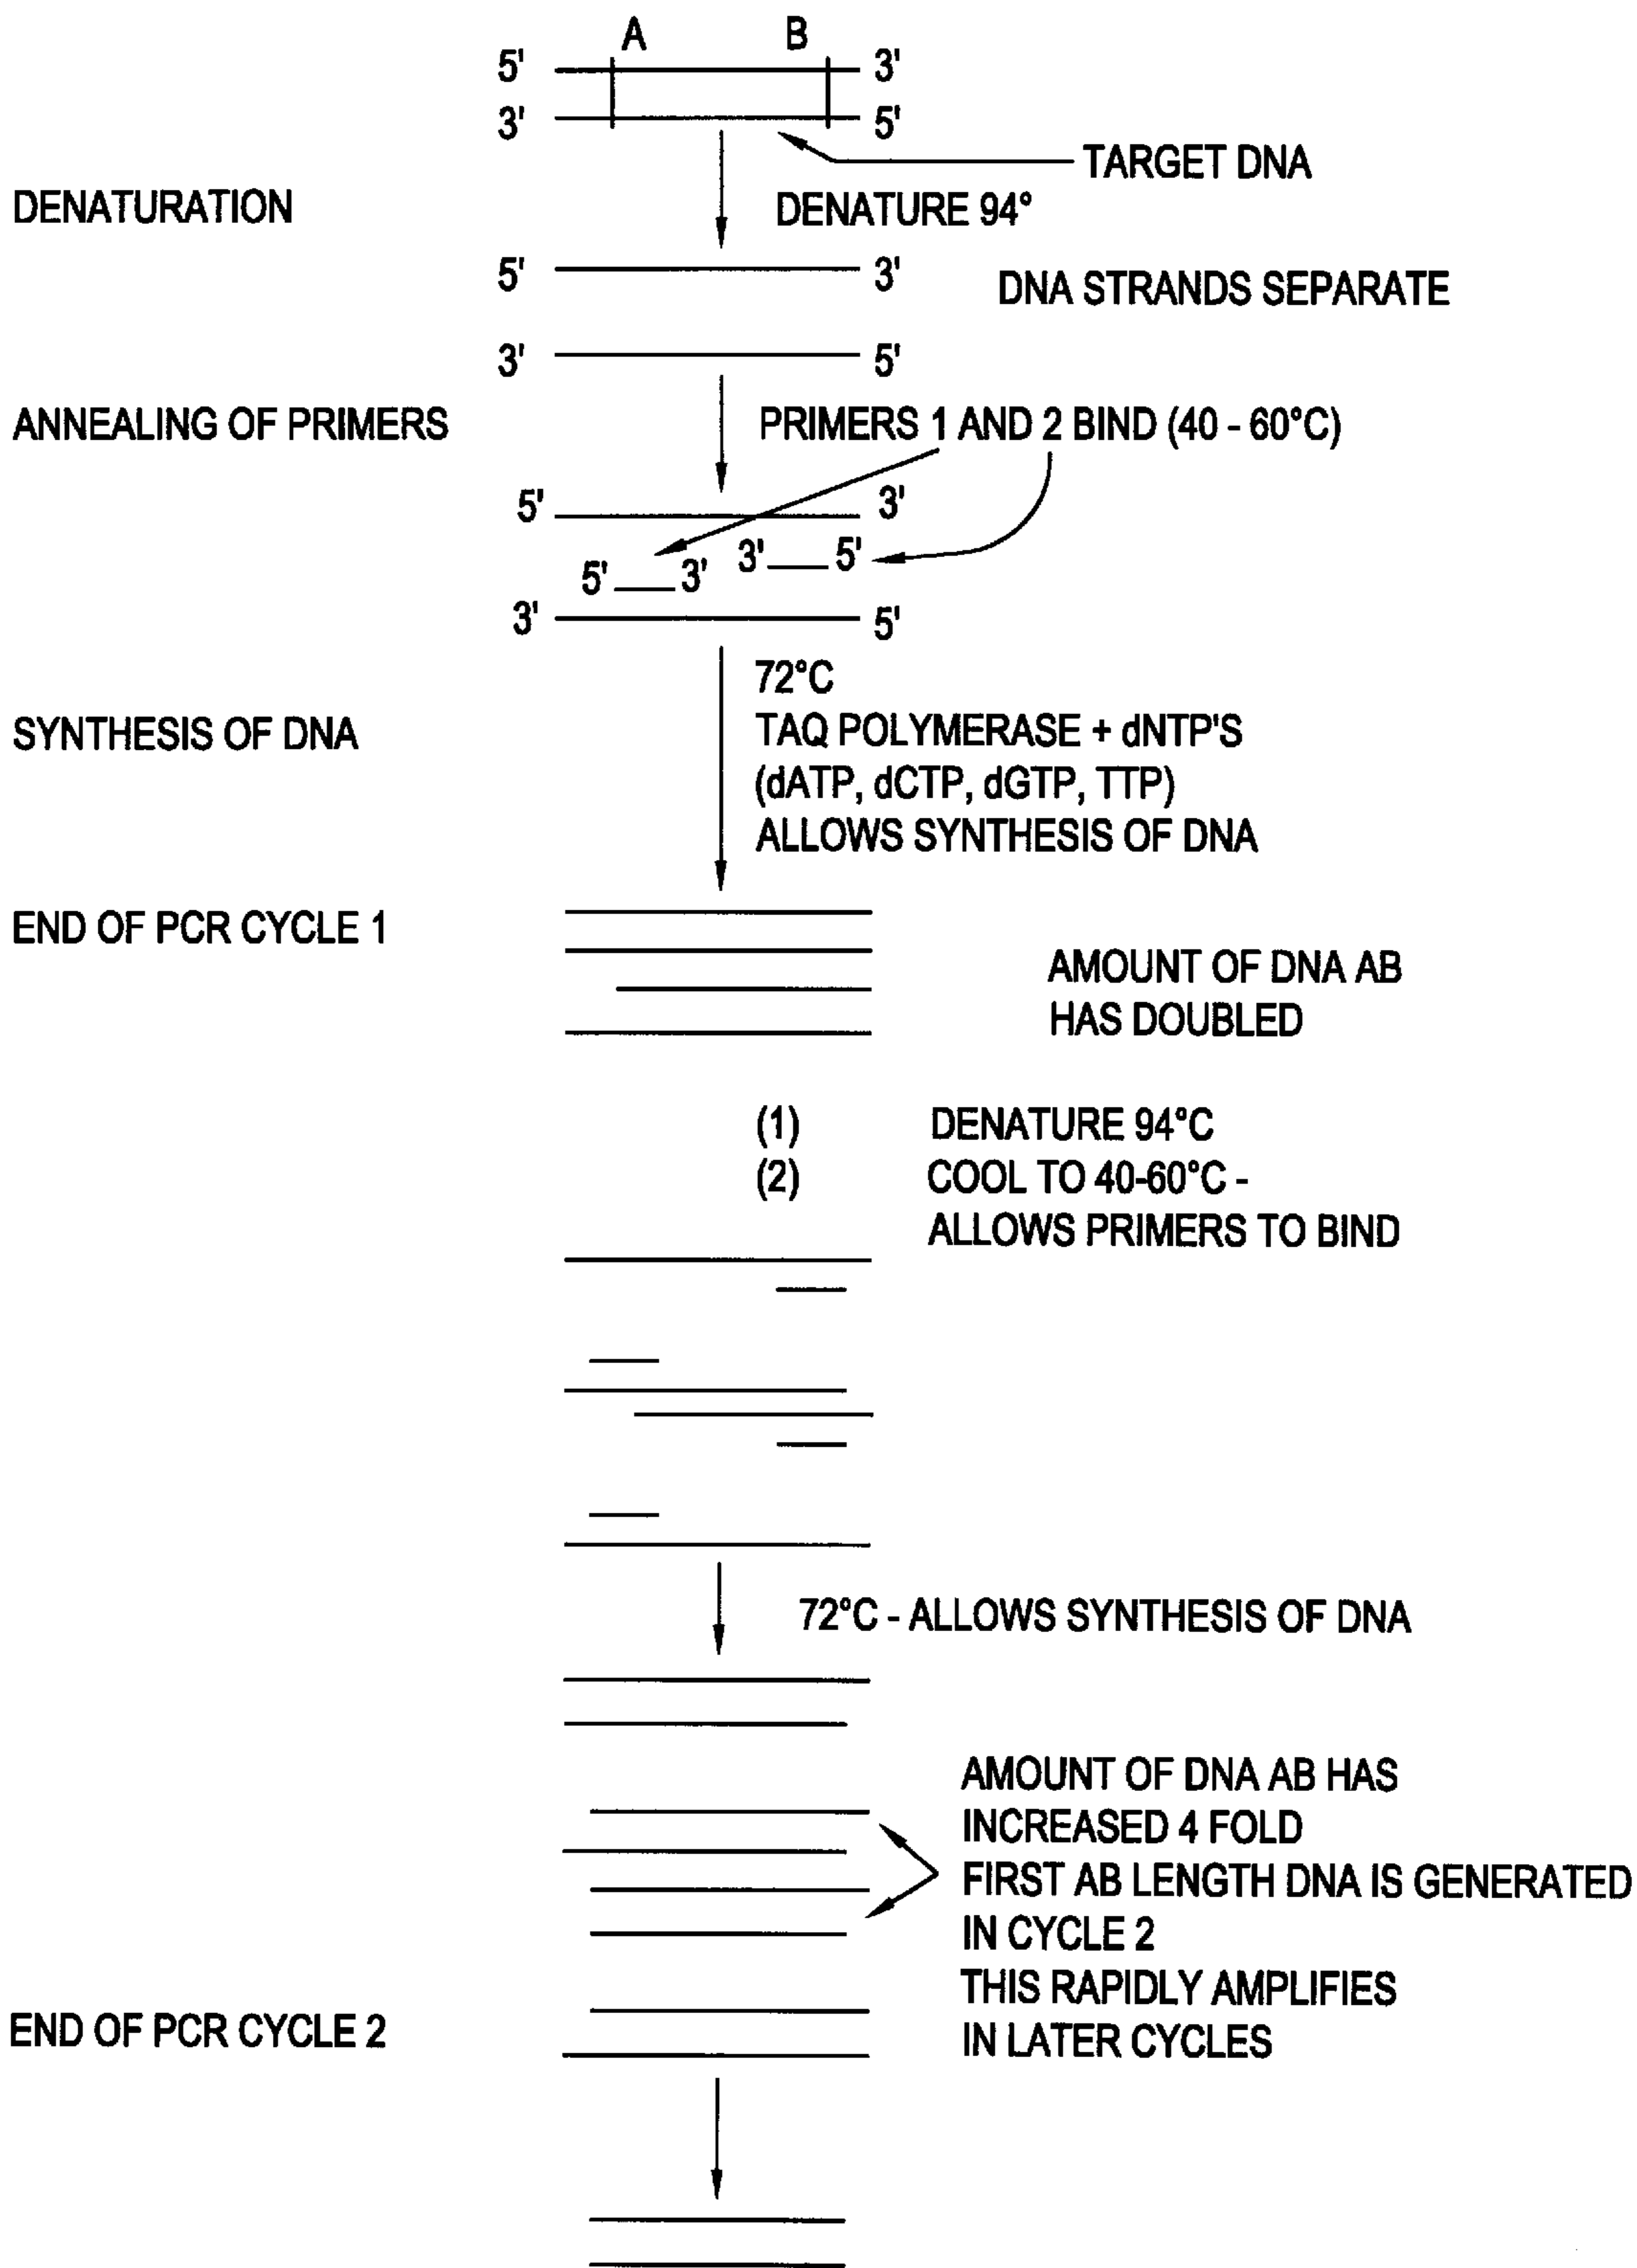 A B
5' 3'
3' 5'
TARGET DNA
DENATURATION
DENATURE 94°
5' 3'
DNA STRANDS SEPARATE
3' 5'
ANNEALING OF PRIMERS
PRIMERS 1 AND 2 BIND (40 - 60°C)
5' 3'
3' 5'
5' 3'
3' 5'
72°C
SYNTHESIS OF DNA
TAQ POLYMERASE + dNTP'S
(dATP, dCTP, dGTP, TTP)
ALLOWS SYNTHESIS OF DNA
END OF PCR CYCLE 1
AMOUNT OF DNA AB
HAS DOUBLED
(1) DENATURE 94°C
(2) COOL TO 40-60°C -
ALLOWS PRIMERS TO BIND
72°C - ALLOWS SYNTHESIS OF DNA
AMOUNT OF DNA AB HAS
INCREASED 4 FOLD
FIRST AB LENGTH DNA IS GENERATED
IN CYCLE 2
THIS RAPIDLY AMPLIFIES
IN LATER CYCLES
END OF PCR CYCLE 2